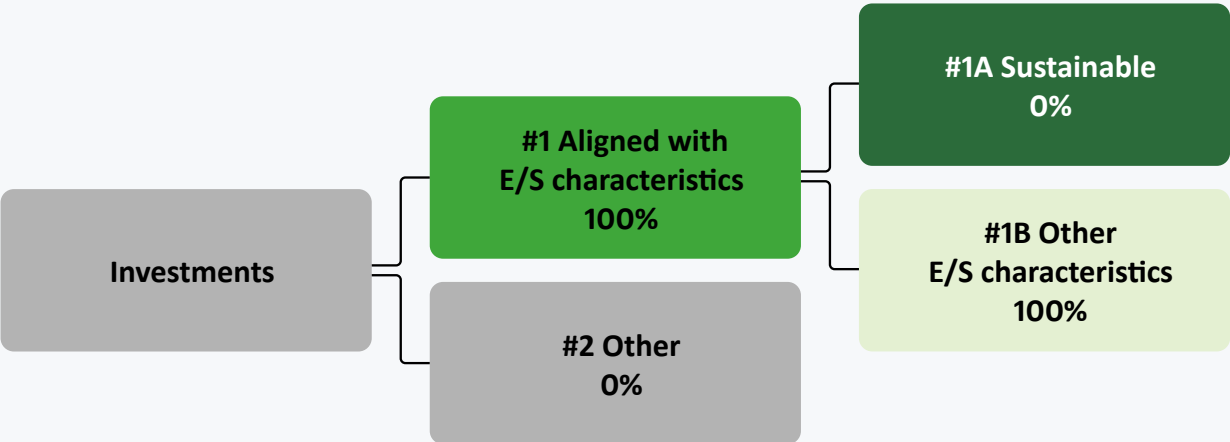 Investments
#1 Aligned with
E/S characteristics
100%
#2 Other
0%
#1A Sustainable
0%
#1B Other
E/S characteristics
100%